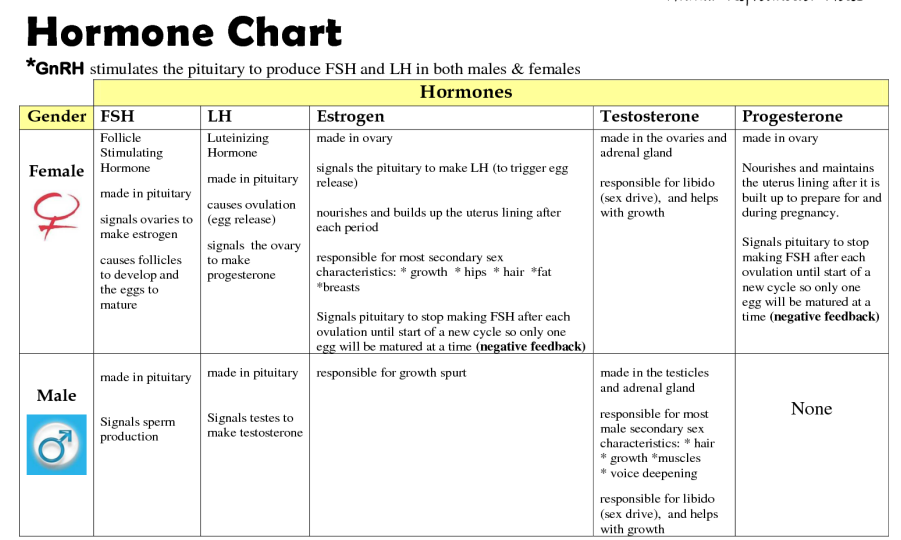 Hormone Chart
*GnRH stimulates the pituitary to produce FSH and LH in both males & females
Hormones
Gender
FSH
LH
Estrogen
Testosterone
Progesterone
Female
Follicle
Stimulating
Hormone
made in pituitary
signals ovaries to
make estrogen
causes follicles
to develop and
the eggs to
mature
Luteinizing
Hormone
made in pituitary
causes ovulation
(egg release)
signals the ovary
to make
progesterone
made in ovary
signals the pituitary to make LH (to trigger egg
release)
nourishes and builds up the uterus lining after
each period
responsible for most secondary sex
characteristics: * growth * hips * hair *fat
*breasts
Signals pituitary to stop making FSH after each
ovulation until start of a new cycle so only one
egg will be matured at a time (negative feedback)
made in the ovaries and
adrenal gland
responsible for libido
(sex drive), and helps
with growth
made in ovary
Nourishes and maintains
the uterus lining after it is
built up to prepare for and
during pregnancy.
Signals pituitary to stop
making FSH after each
ovulation until start of a
new cycle so only one
egg will be matured at a
time (negative feedback)
Male
made in pituitary
Signals sperm
production
made in pituitary
Signals testes to
make testosterone
responsible for growth spurt
made in the testicles
and adrenal gland
responsible for most
male secondary sex
characteristics: * hair
* growth *muscles
* voice deepening
responsible for libido
(sex drive), and helps
with growth
None